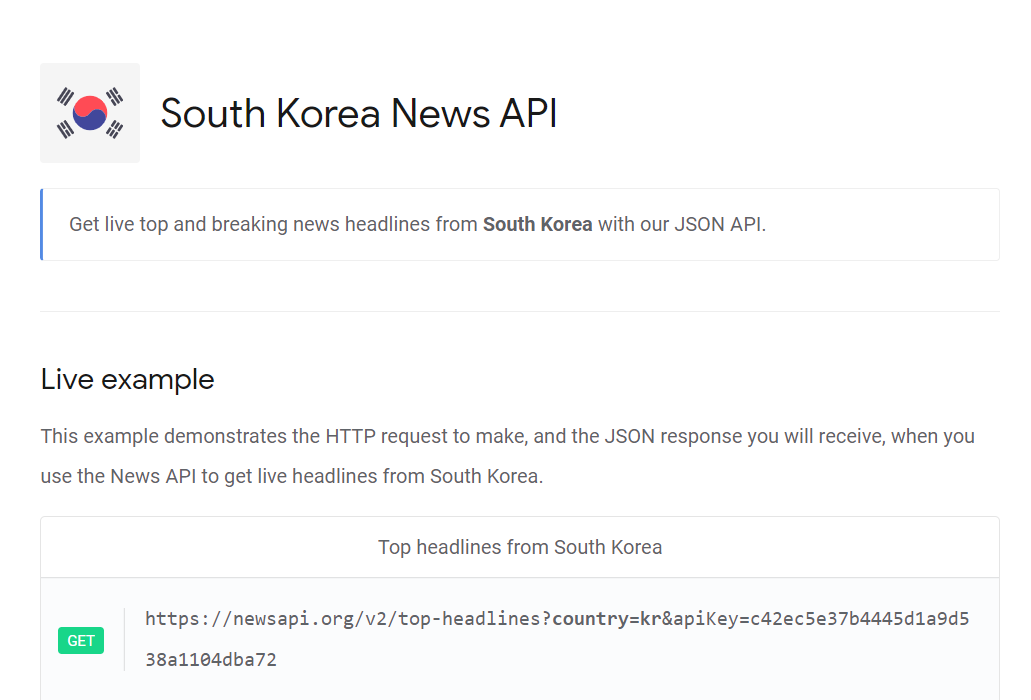 South Korea News API
Get live top and breaking news headlines from South Korea with our JSON API.
Live example
This example demonstrates the HTTP request to make, and the JSON response you will receive, when you
use the News API to get live headlines from South Korea.
Top headlines from South Korea
GET
https://newsapi.org/v2/top-headlines?country=kr&apiKey=c42ec5e37b4445d1a9d5
38a1104dba72